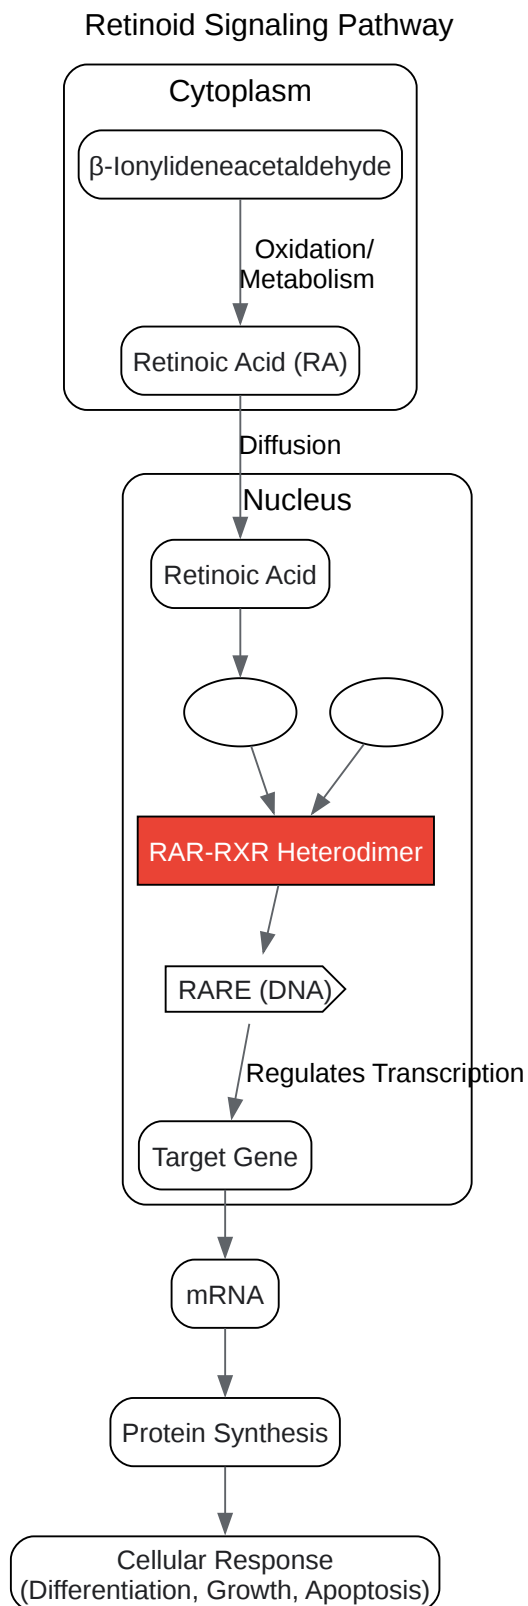 Retinoid Signaling Pathway
Cytoplasm
β-Ionylideneacetaldehyde
Oxidation/
Metabolism
Retinoic Acid (RA)
Diffusion
Nucleus
Retinoic Acid
RAR-RXR Heterodimer
RARE (DNA)
Regulates Transcription
Target Gene
mRNA
Protein Synthesis
Cellular Response
(Differentiation, Growth, Apoptosis)